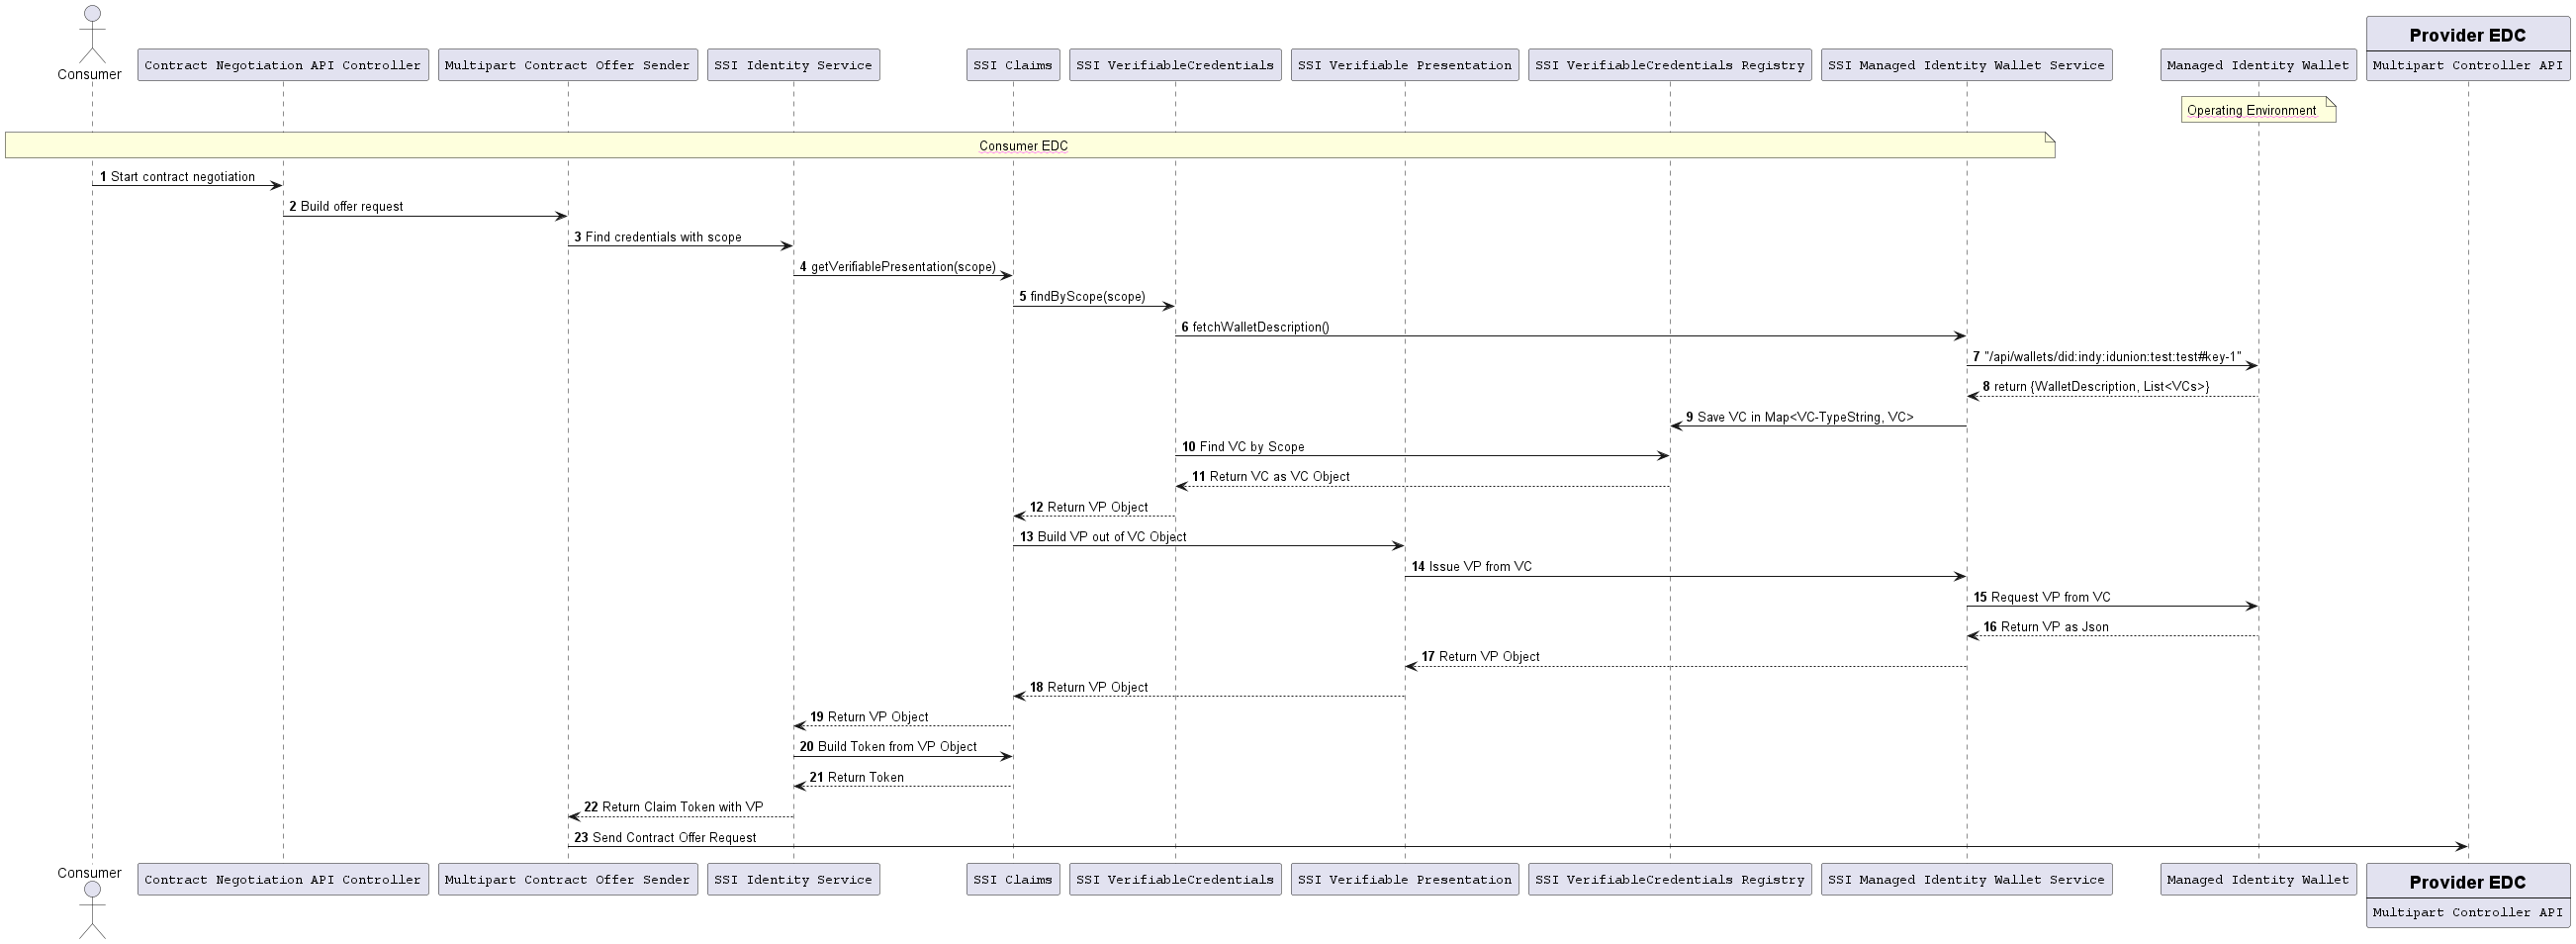 Provider EDC
Consumer
Contract Negotiation API Controller
Multipart Contract Offer Sender
SSI Identity Service
SSI Claims
SSI VerifiableCredentials
SSI Verifiable Presentation
SSI VerifiableCredentials Registry
SSI Managed Identity Wallet Service
Managed Identity Wallet
Multipart Controller API
Operating Environment
Consumer EDC
1 Start contract negotiation
2 Build offer request
3 Find credentials with scope
4 getVerifiablePresentation(scope)
5 findByScope(scope)
6 fetchWalletDescription()
7 "/api/wallets/did:indy:idunion:test:test#key-1"
8 return {WalletDescription, List<VCs>}
9 Save VC in Map<VC-TypeString, VC>
10 Find VC by Scope
11 Return VC as VC Object
12 Return VP Object
13 Build VP out of VC Object
14 Issue VP from VC
15 Request VP from VC
16 Return VP as Json
17 Return VP Object
18 Return VP Object
19 Return VP Object
20 Build Token from VP Object
21 Return Token
22 Return Claim Token with VP
23 Send Contract Offer Request
Consumer
Contract Negotiation API Controller
Multipart Contract Offer Sender
SSI Identity Service
SSI Claims
SSI VerifiableCredentials
SSI Verifiable Presentation
SSI VerifiableCredentials Registry
SSI Managed Identity Wallet Service
Managed Identity Wallet
Provider EDC
Multipart Controller API